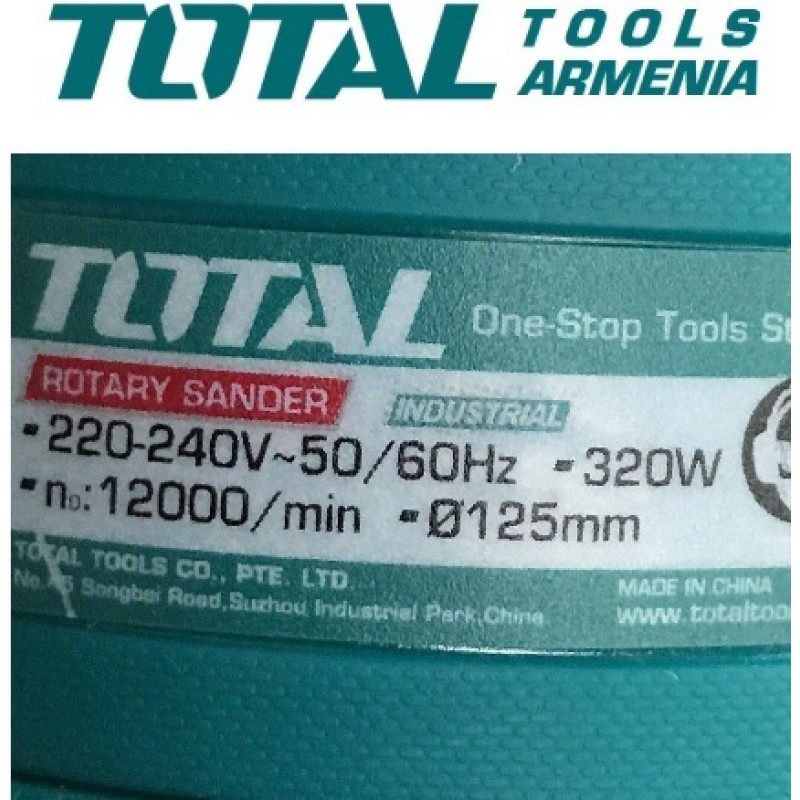 TOTAL TOOLS
ARMENIA
TOTAL One-Stop Tools
ROTARY SANDER INDUSTRIAL
220-240V~50/60Hz 320W
n₀:12000/min Ø125mm
TOTAL TOOLS CO., PTE. LTD. MADE IN CHINA
Songbei Road,Suzhou Industrial Park,China www.totaltoo